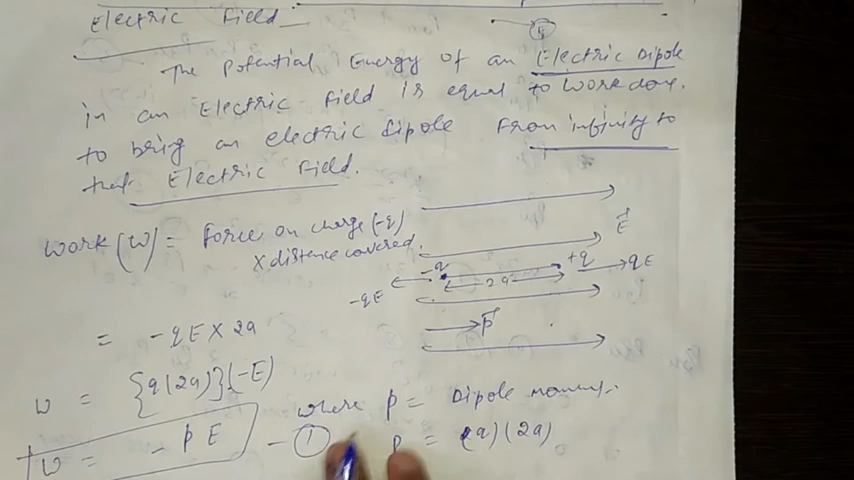 Electric Field
The Potential Energy of an Electric Dipole
in an Electric Field is equal to work done.
to bring an electric dipole From infinity to
that Electric Field.
Work (W) = Force on charge (-q)
X distance covered.
E
-q
+q
qE
2a
-qE
p
= -qE X 2a
W = {q(2a)}(-E)
where p = Dipole
W = - PE - 1
p = (q)(2a)